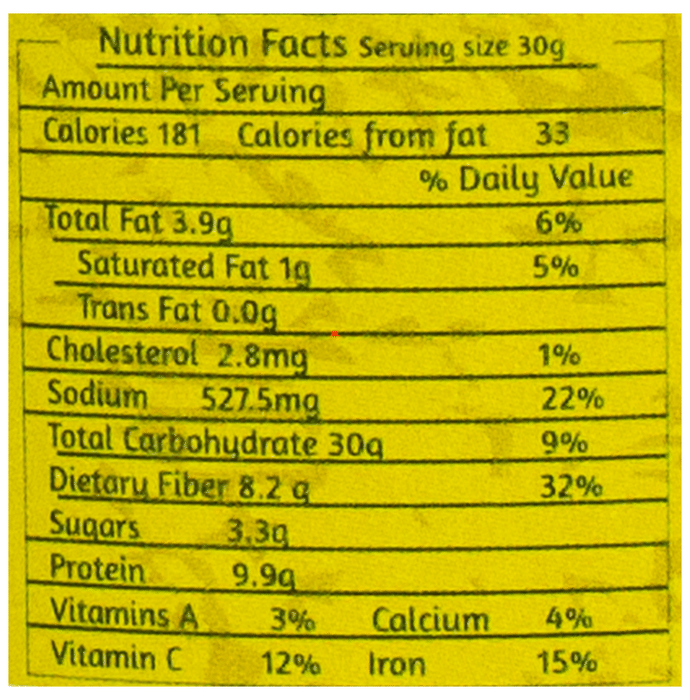 Nutrition Facts Serving size 30g
Amount Per Serving
Calories 181 Calories from fat 33
% Daily Value
Total Fat 3.9g 6%
Saturated Fat 1g 5%
Trans Fat 0.0g
Cholesterol 2.8mg 1%
Sodium 527.5mg 22%
Total Carbohydrate 30g 9%
Dietary Fiber 8.2 g 32%
Sugars 3.3g
Protein 9.9g
Vitamins A 3% Calcium 4%
Vitamin C 12% Iron 15%